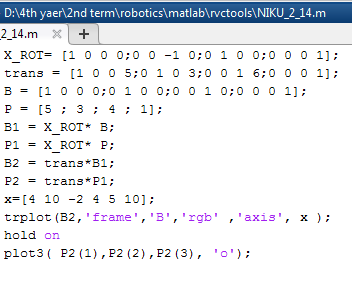 D:\4th yaer\2nd term\robotics\matlab\rvctools\NIKU_2_14.m
_2_14.m × +
X_ROT= [1 0 0 0;0 0 -1 0;0 1 0 0;0 0 0 1];
trans = [1 0 0 5;0 1 0 3;0 0 1 6;0 0 0 1];
B = [1 0 0 0;0 1 0 0;0 0 1 0;0 0 0 1];
P = [5 ; 3 ; 4 ; 1];
B1 = X_ROT* B;
P1 = X_ROT* P;
B2 = trans*B1;
P2 = trans*P1;
x=[4 10 -2 4 5 10];
trplot(B2,'frame','B','rgb' ,'axis', x );
hold on
plot3( P2(1),P2(2),P2(3), 'o');